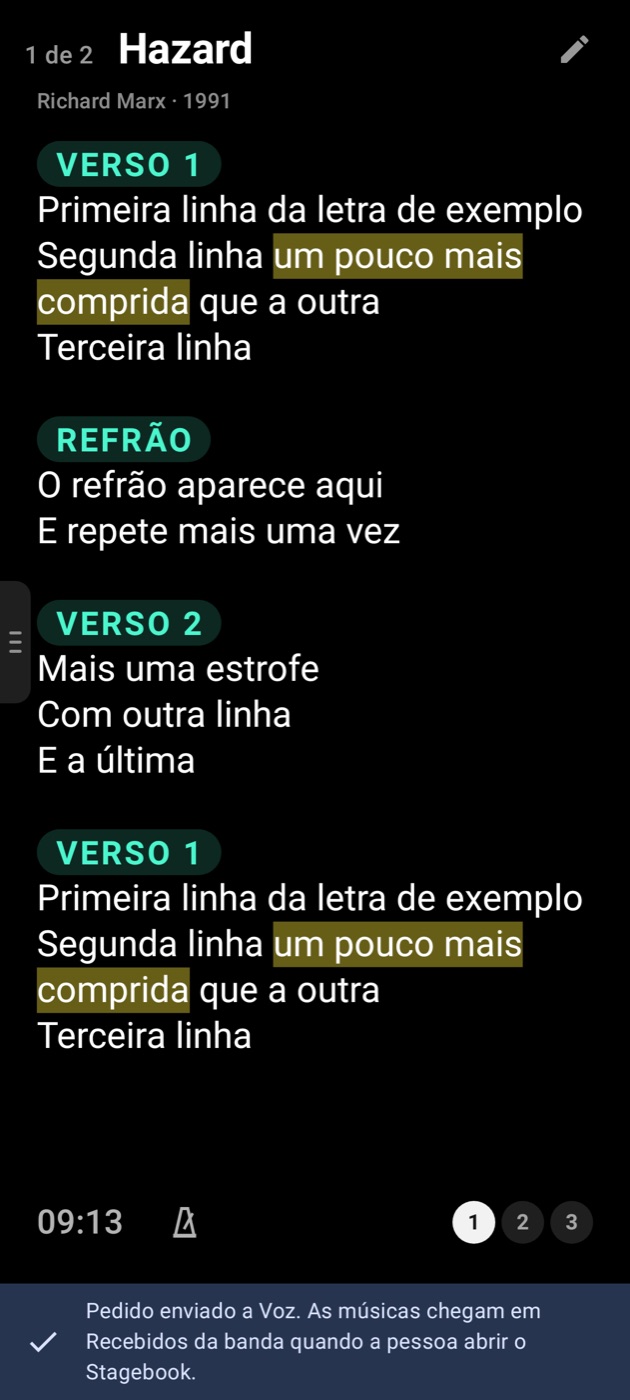 1 de 2 Hazard
Richard Marx · 1991
VERSO 1
Primeira linha da letra de exemplo
Segunda linha um pouco mais
comprida que a outra
Terceira linha
REFRÃO
O refrão aparece aqui
E repete mais uma vez
VERSO 2
Mais uma estrofe
Com outra linha
E a última
VERSO 1
Primeira linha da letra de exemplo
Segunda linha um pouco mais
comprida que a outra
Terceira linha
09:13 1 2 3
Pedido enviado a Voz. As músicas chegam em
Recebidos da banda quando a pessoa abrir o
Stagebook.